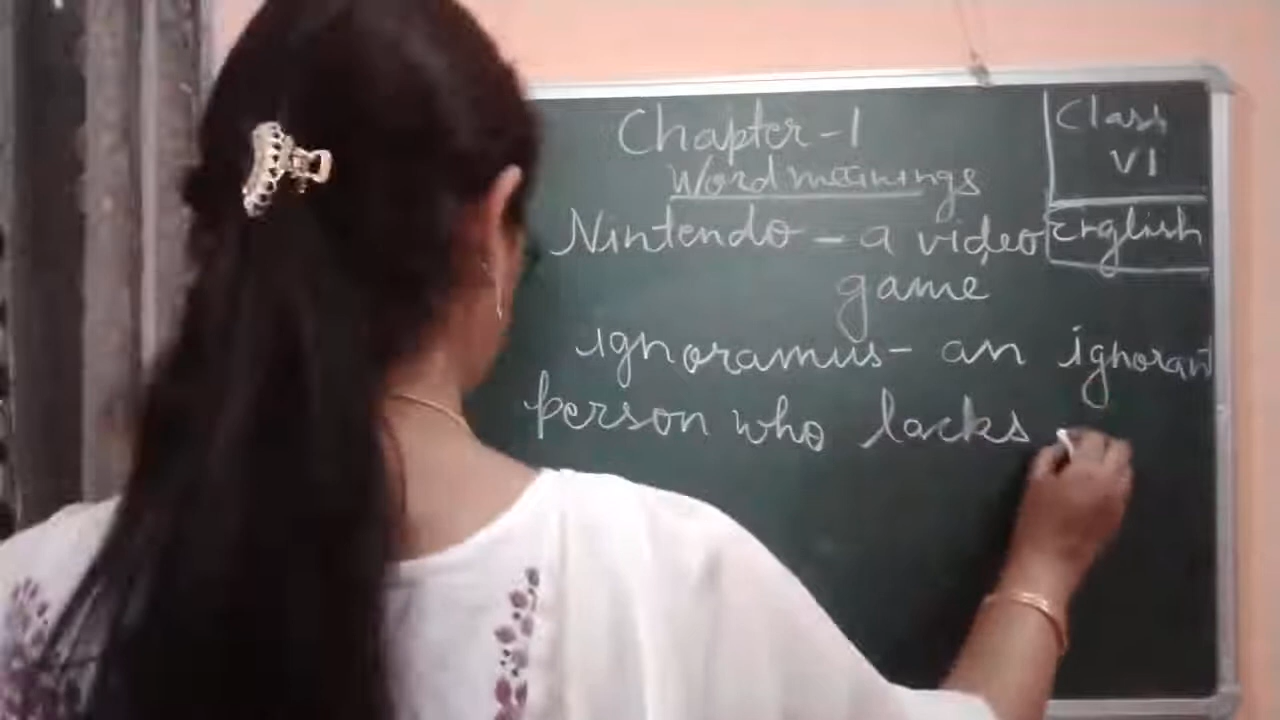 Chapter-1
Word meanings
Class
VI
English
Nintendo - a video
game
ignoramus - an ignorant
person who lacks